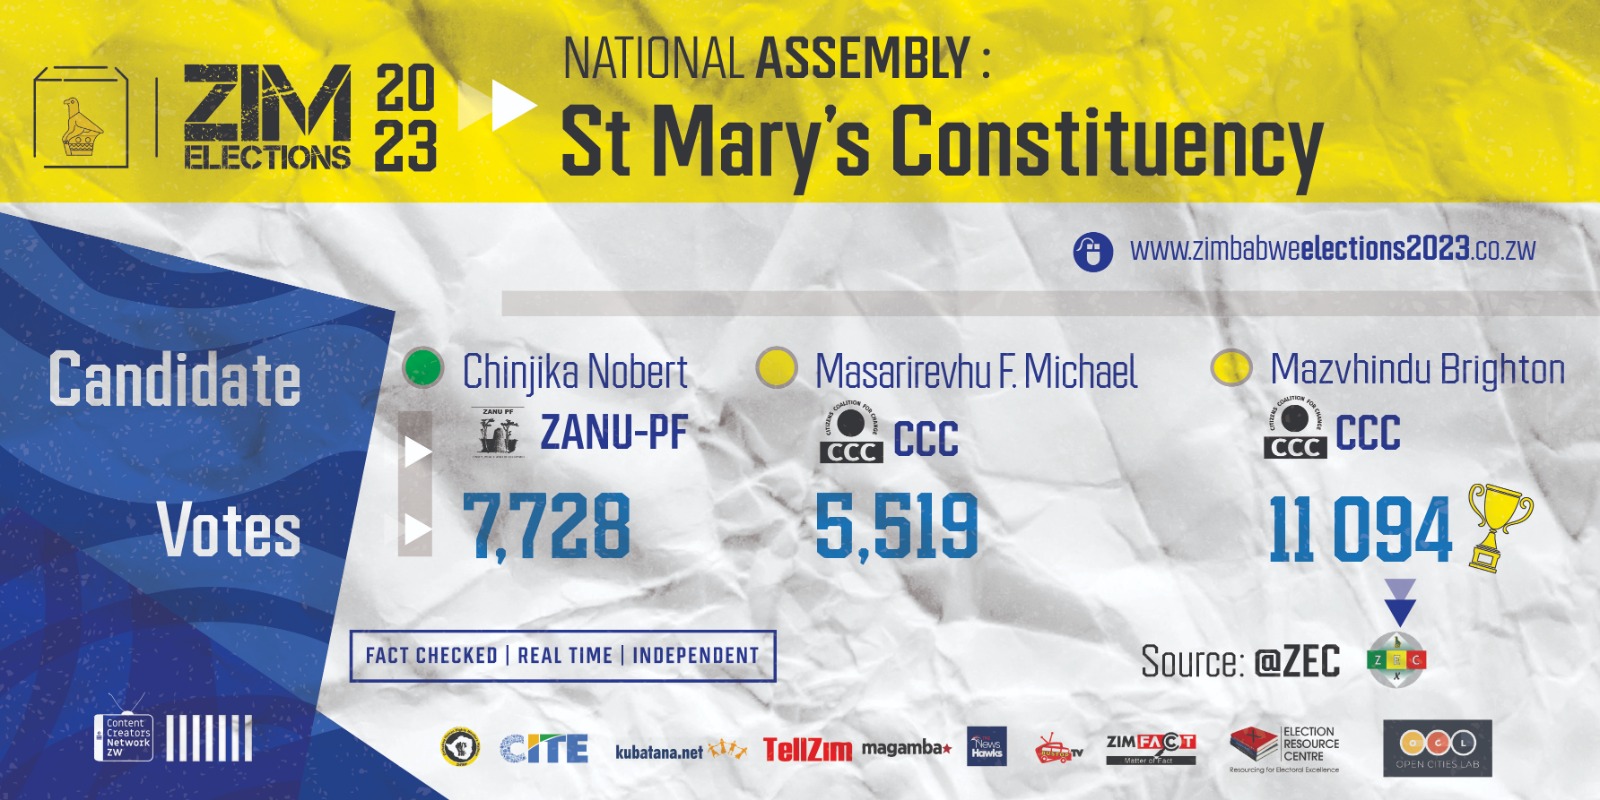 NATIONAL ASSEMBLY :
St Mary's Constituency
ZIM
ELECTIONS
20
23
www.zimbabweelections2023.co.zw
Candidate
Chinjika Nobert
Masarirevhu F. Michael
Mazvhindu Brighton
ZANU PF
ZANU-PF
CITIZENS COALITION FOR CHANGE
CCC
CCC
CITIZENS COALITION FOR CHANGE
CCC
CCC
Votes
7,728
5,519
11 094
FACT CHECKED | REAL TIME | INDEPENDENT
Source: @ZEC
Z E C
X
Content
Creators
Network
ZW
CITE
kubatana.net
TellZim
magamba
News
Hawks
TV
ZIMFACT
Matter of Fact
ELECTION
RESOURCE
CENTRE
Resourcing for Electoral Excellence
O C L
OPEN CITIES LAB